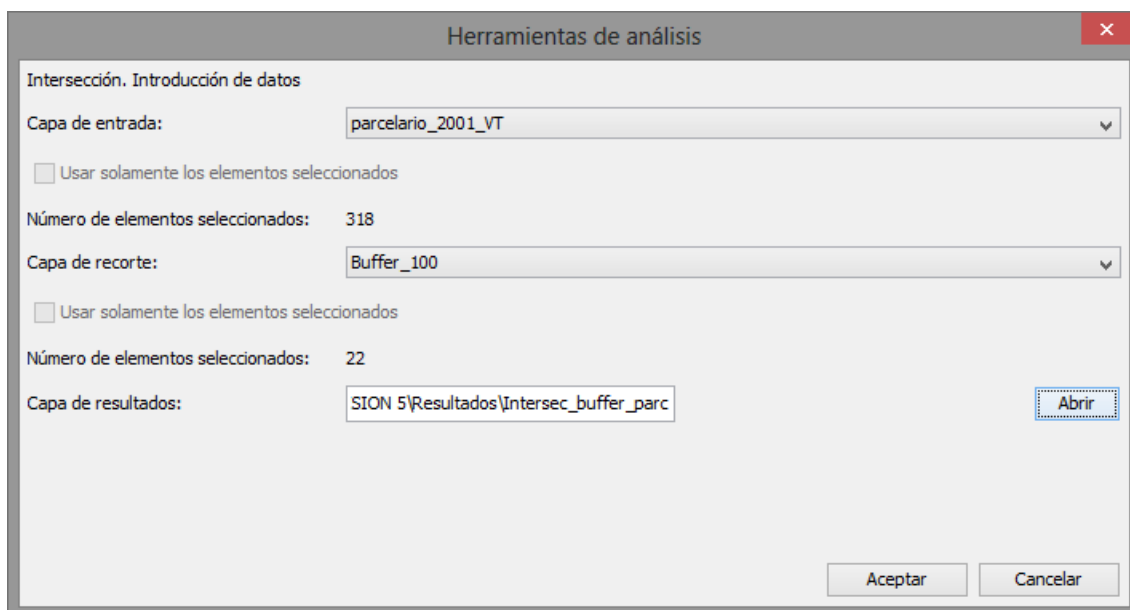 Herramientas de análisis
Intersección. Introducción de datos
Capa de entrada: parcelario_2001_VT
Usar solamente los elementos seleccionados
Número de elementos seleccionados: 318
Capa de recorte: Buffer_100
Usar solamente los elementos seleccionados
Número de elementos seleccionados: 22
Capa de resultados: SION 5\Resultados\Intersec_buffer_parc Abrir
Aceptar Cancelar